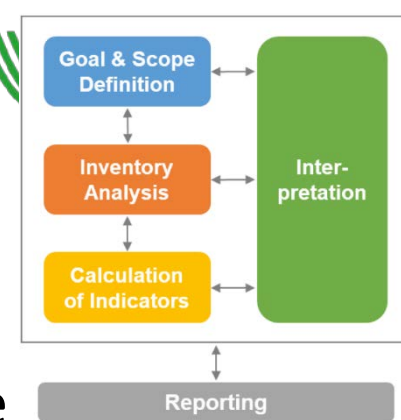 Goal & Scope
Definition
Inventory
Analysis
Inter-
pretation
Calculation
of Indicators
e
Reporting